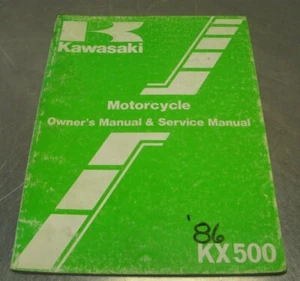 Kawasaki
Motorcycle
Owner's Manual & Service Manual
'86
KX500